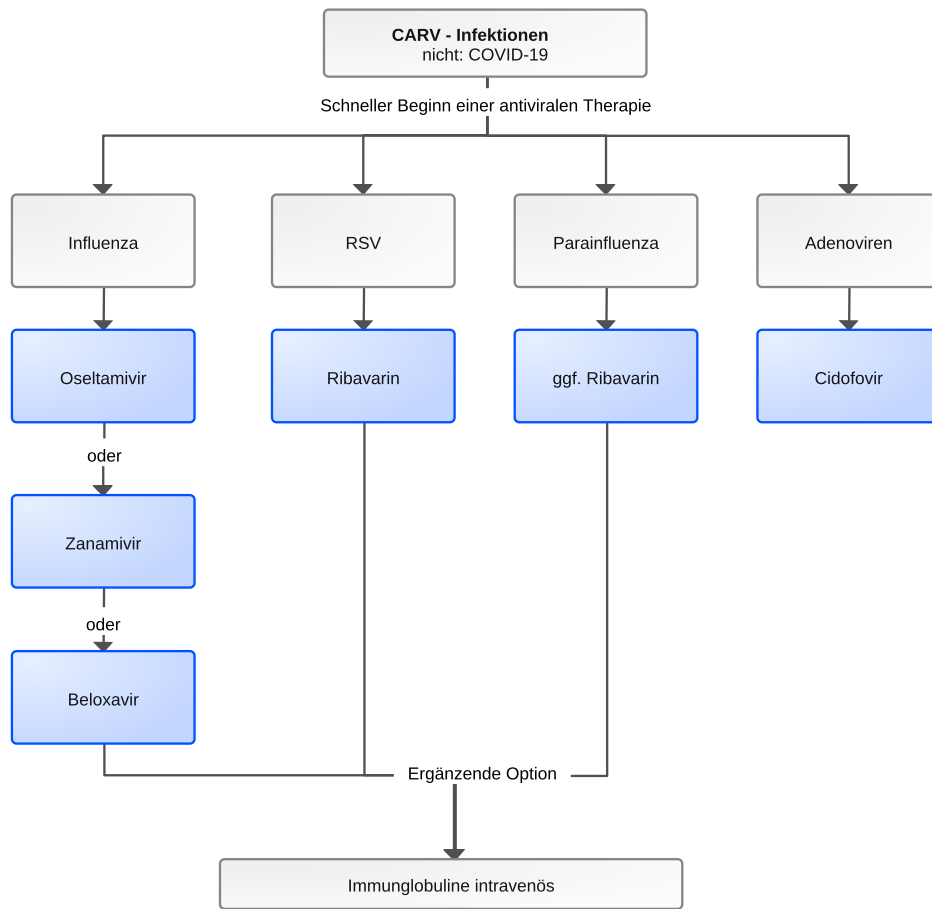 CARV - Infektionen
nicht: COVID-19
Schneller Beginn einer antiviralen Therapie
Influenza
RSV
Parainfluenza
Adenoviren
Oseltamivir
Ribavarin
ggf. Ribavarin
Cidofovir
oder
Zanamivir
oder
Beloxavir
Ergänzende Option
Immunglobuline intravenös